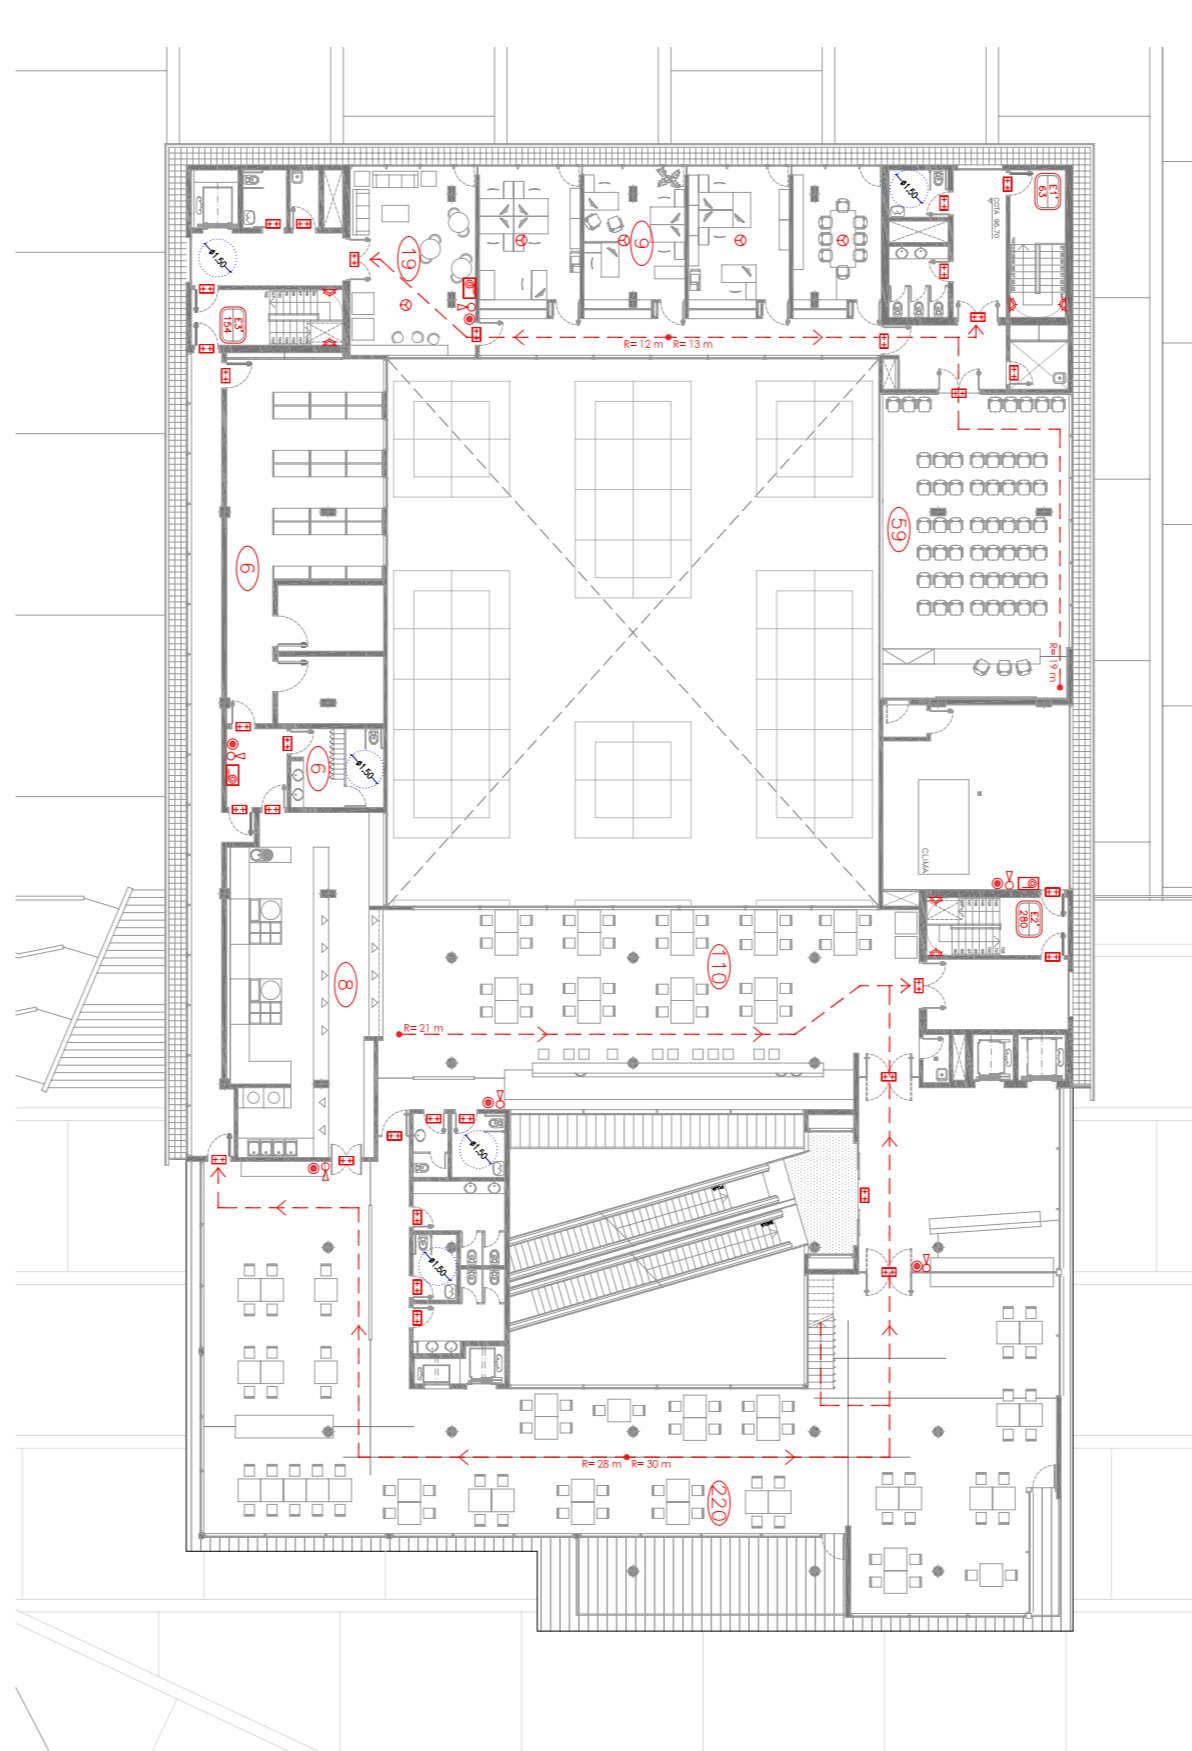 ø1.50
E1"
63
COTA 96.70
ø1.50
19
9
E3"
154
R= 12 m
R= 13 m
59
6
R= 19 m
6
ø1.50
CLIMA
E2"
280
110
8
R= 21 m
ø1.50
ø1.50
R= 28 m
R= 30 m
220